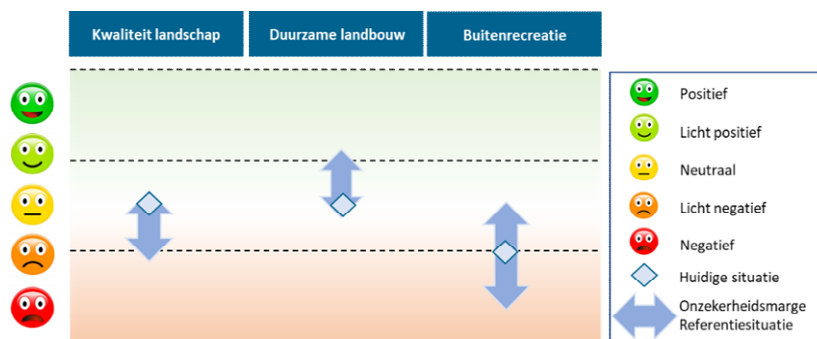 Kwaliteit landschap
Duurzame landbouw
Buitenrecreatie
Positief
Licht positief
Neutraal
Licht negatief
Negatief
Huidige situatie
Onzekerheidsmarge
Referentiesituatie